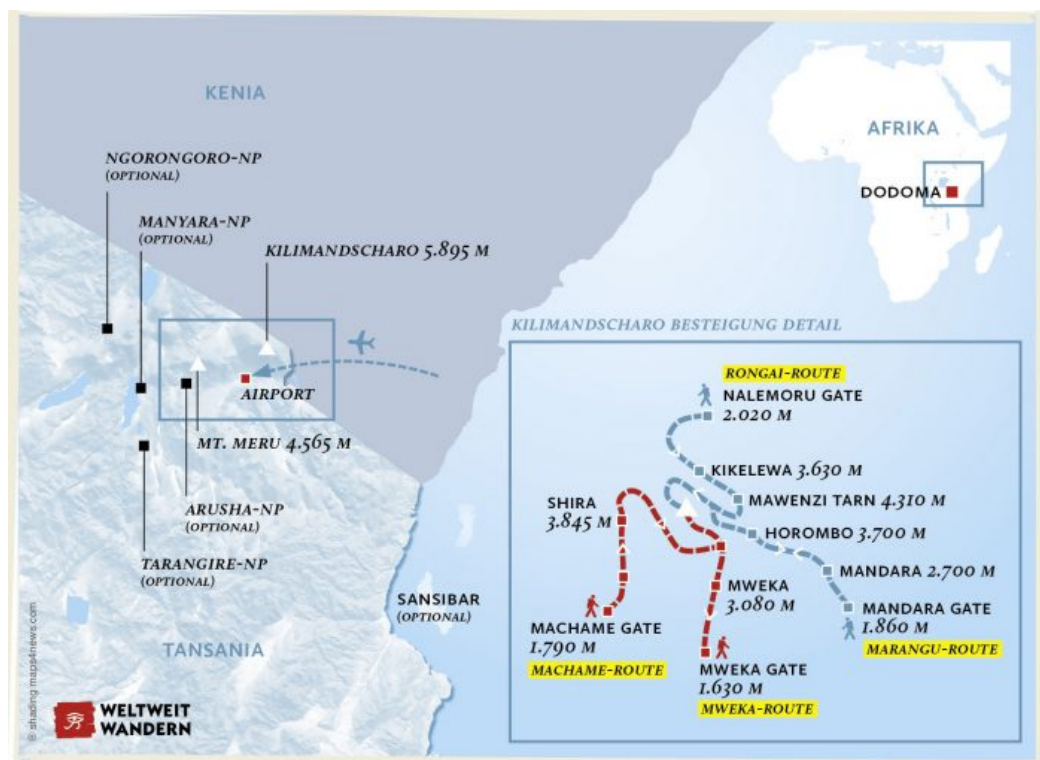 KENIA
AFRIKA
DODOMA
NGORONGORO-NP
(OPTIONAL)
MANYARA-NP
(OPTIONAL)
KILIMANDSCHARO 5.895 M
AIRPORT
MT. MERU 4.565 M
ARUSHA-NP
(OPTIONAL)
TARANGIRE-NP
(OPTIONAL)
SANSIBAR
(OPTIONAL)
TANSANIA
KILIMANDSCHARO BESTEIGUNG DETAIL
RONGAI-ROUTE
NALEMORU GATE
2.020 M
KIKELEWA 3.630 M
MAWENZI TARN 4.310 M
SHIRA
3.845 M
HOROMBO 3.700 M
MANDARA 2.700 M
MWEKA
3.080 M
MANDARA GATE
1.860 M
MARANGU-ROUTE
MACHAME GATE
1.790 M
MACHAME-ROUTE
MWEKA GATE
1.630 M
MWEKA-ROUTE
© shading maps4news.com
WELTWEIT
WANDERN